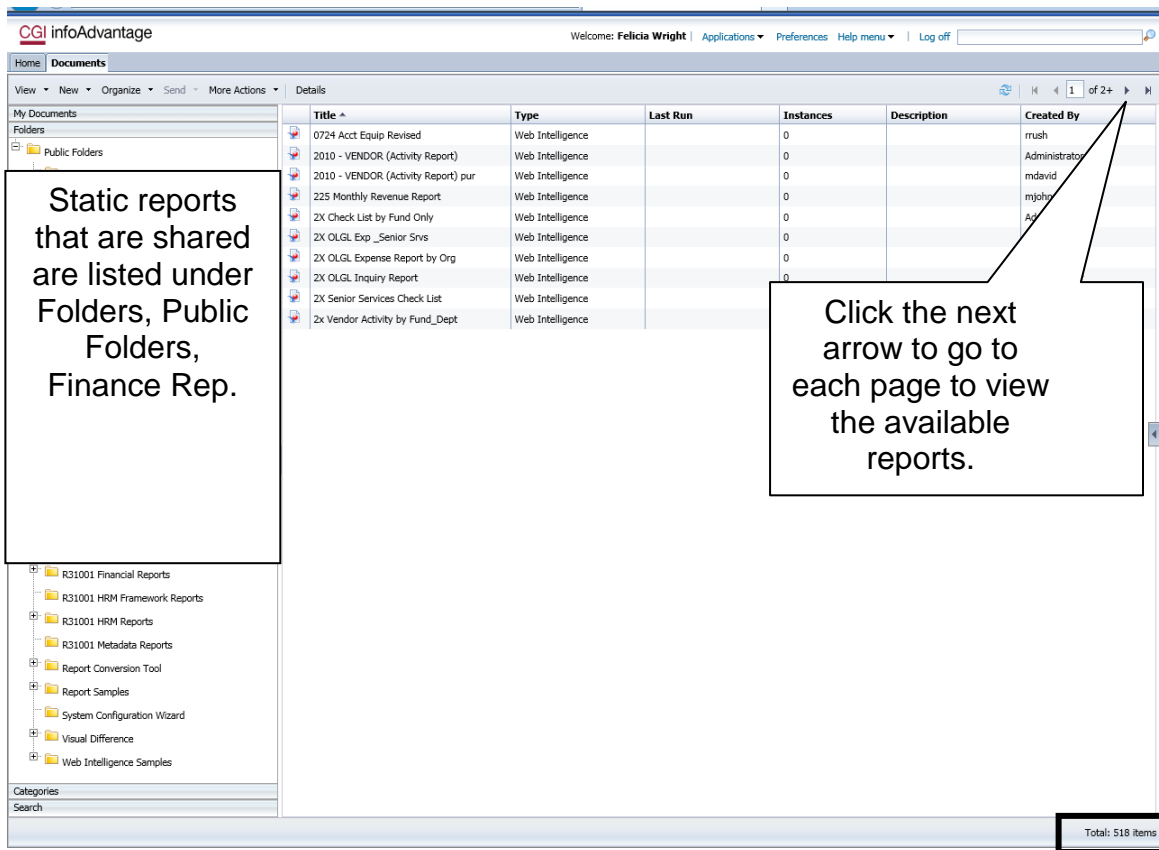 CGI infoAdvantage
Welcome: Felicia Wright | Applications Preferences Help menu | Log off
Home Documents
View New Organize Send More Actions Details 1 of 2+
My Documents
Folders
Public Folders
Title Type Last Run Instances Description Created By
0724 Acct Equip Revised Web Intelligence 0 rrush
2010 - VENDOR (Activity Report) Web Intelligence 0 Administrator
2010 - VENDOR (Activity Report) pur Web Intelligence 0 mdavid
225 Monthly Revenue Report Web Intelligence 0
2X Check List by Fund Only Web Intelligence 0
2X OLGL Exp _Senior Srvs Web Intelligence 0
2X OLGL Expense Report by Org Web Intelligence 0
2X OLGL Inquiry Report Web Intelligence 0
2X Senior Services Check List Web Intelligence
2x Vendor Activity by Fund_Dept Web Intelligence
Static reports
that are shared
are listed under
Folders, Public
Folders,
Finance Rep.
Click the next
arrow to go to
each page to view
the available
reports.
R31001 Financial Reports
R31001 HRM Framework Reports
R31001 HRM Reports
R31001 Metadata Reports
Report Conversion Tool
Report Samples
System Configuration Wizard
Visual Difference
Web Intelligence Samples
Categories
Search
Total: 518 items